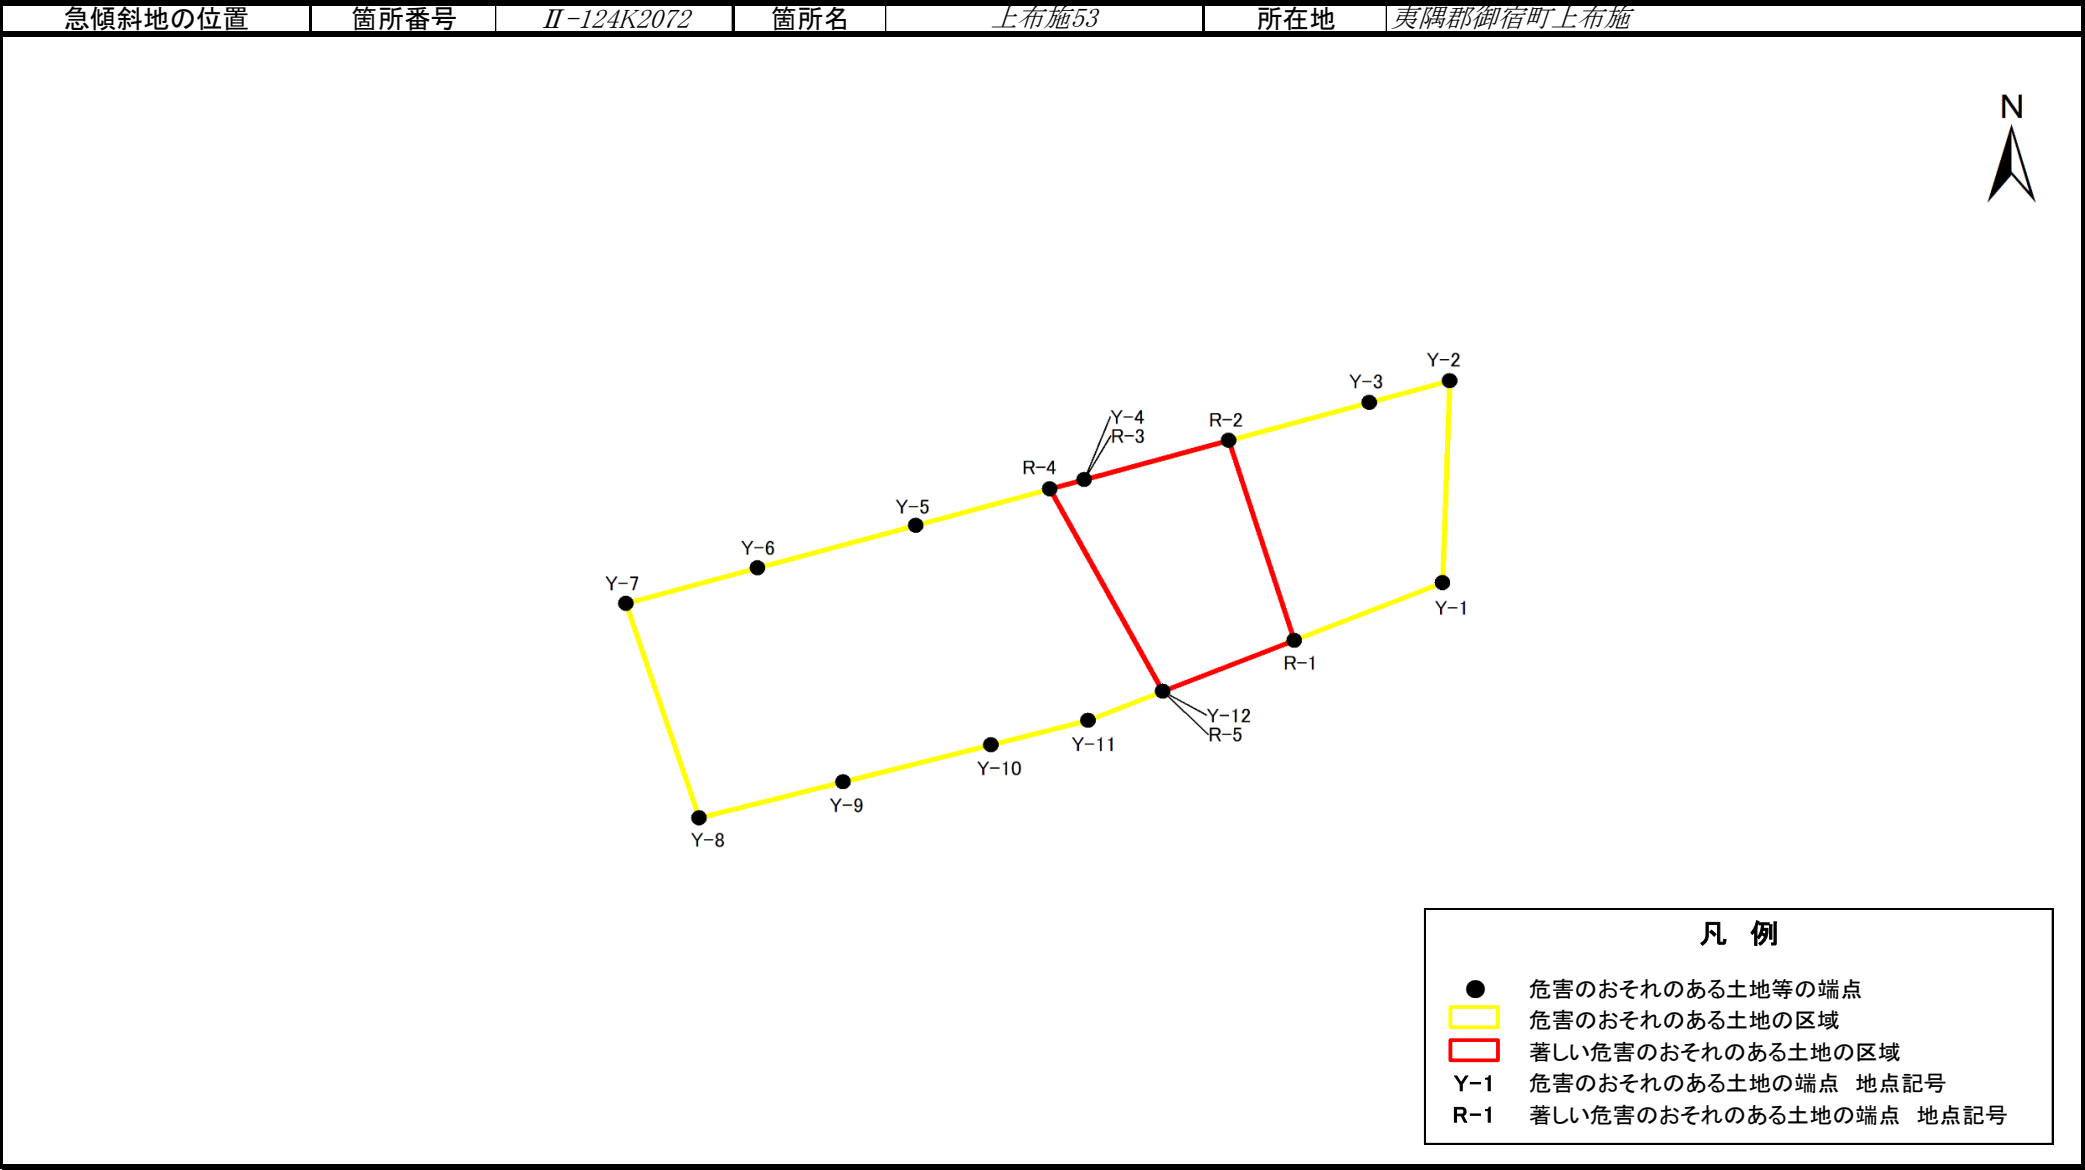 急傾斜地の位置 箇所番号 Ⅱ-124K2072 箇所名 上布施53 所在地 夷隅郡御宿町上布施
N
Y-2
Y-3
Y-4
R-2
R-3
R-4
Y-5
Y-6
Y-7
Y-1
R-1
Y-12
R-5
Y-11
Y-10
Y-9
Y-8
凡 例
危害のおそれのある土地等の端点
危害のおそれのある土地の区域
著しい危害のおそれのある土地の区域
Y-1 危害のおそれのある土地の端点 地点記号
R-1 著しい危害のおそれのある土地の端点 地点記号